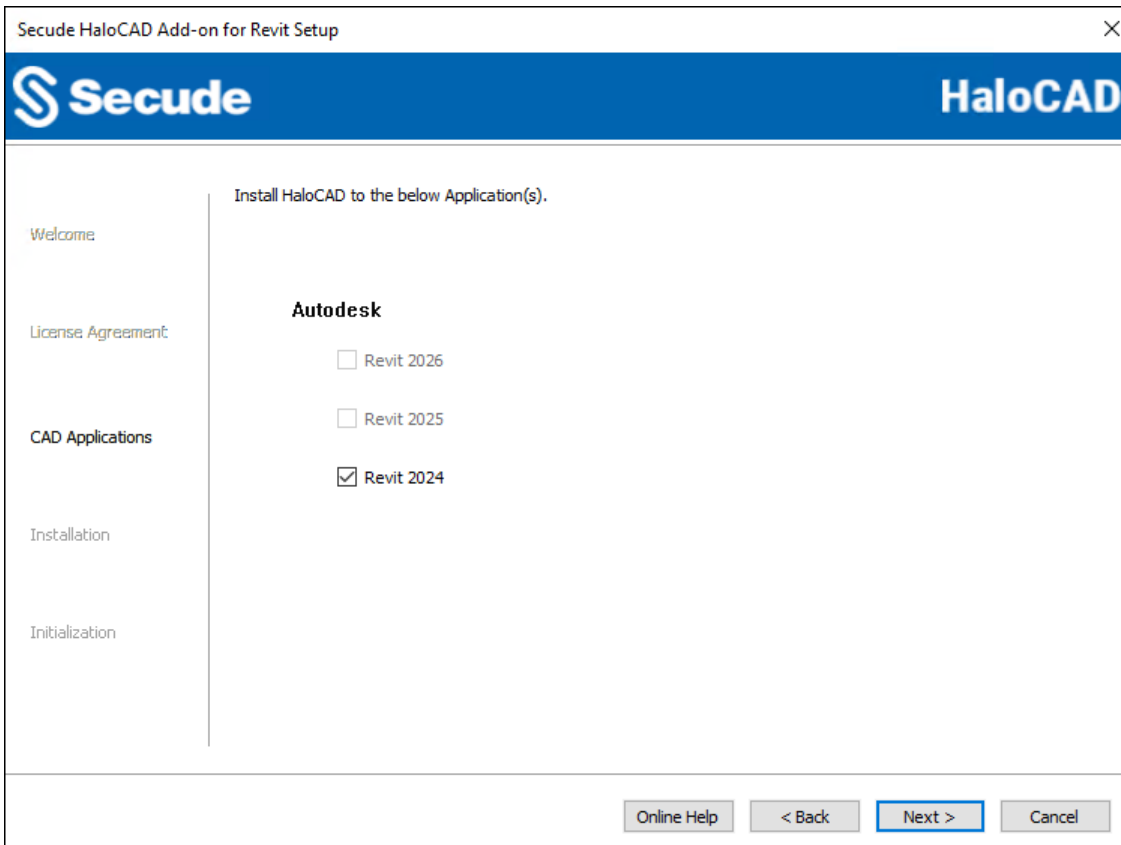 Secude HaloCAD Add-on for Revit Setup
Secude
HaloCAD
Install HaloCAD to the below Application(s).
Welcome
License Agreement
CAD Applications
Installation
Initialization
Autodesk
Revit 2026
Revit 2025
Revit 2024
Online Help
< Back
Next >
Cancel